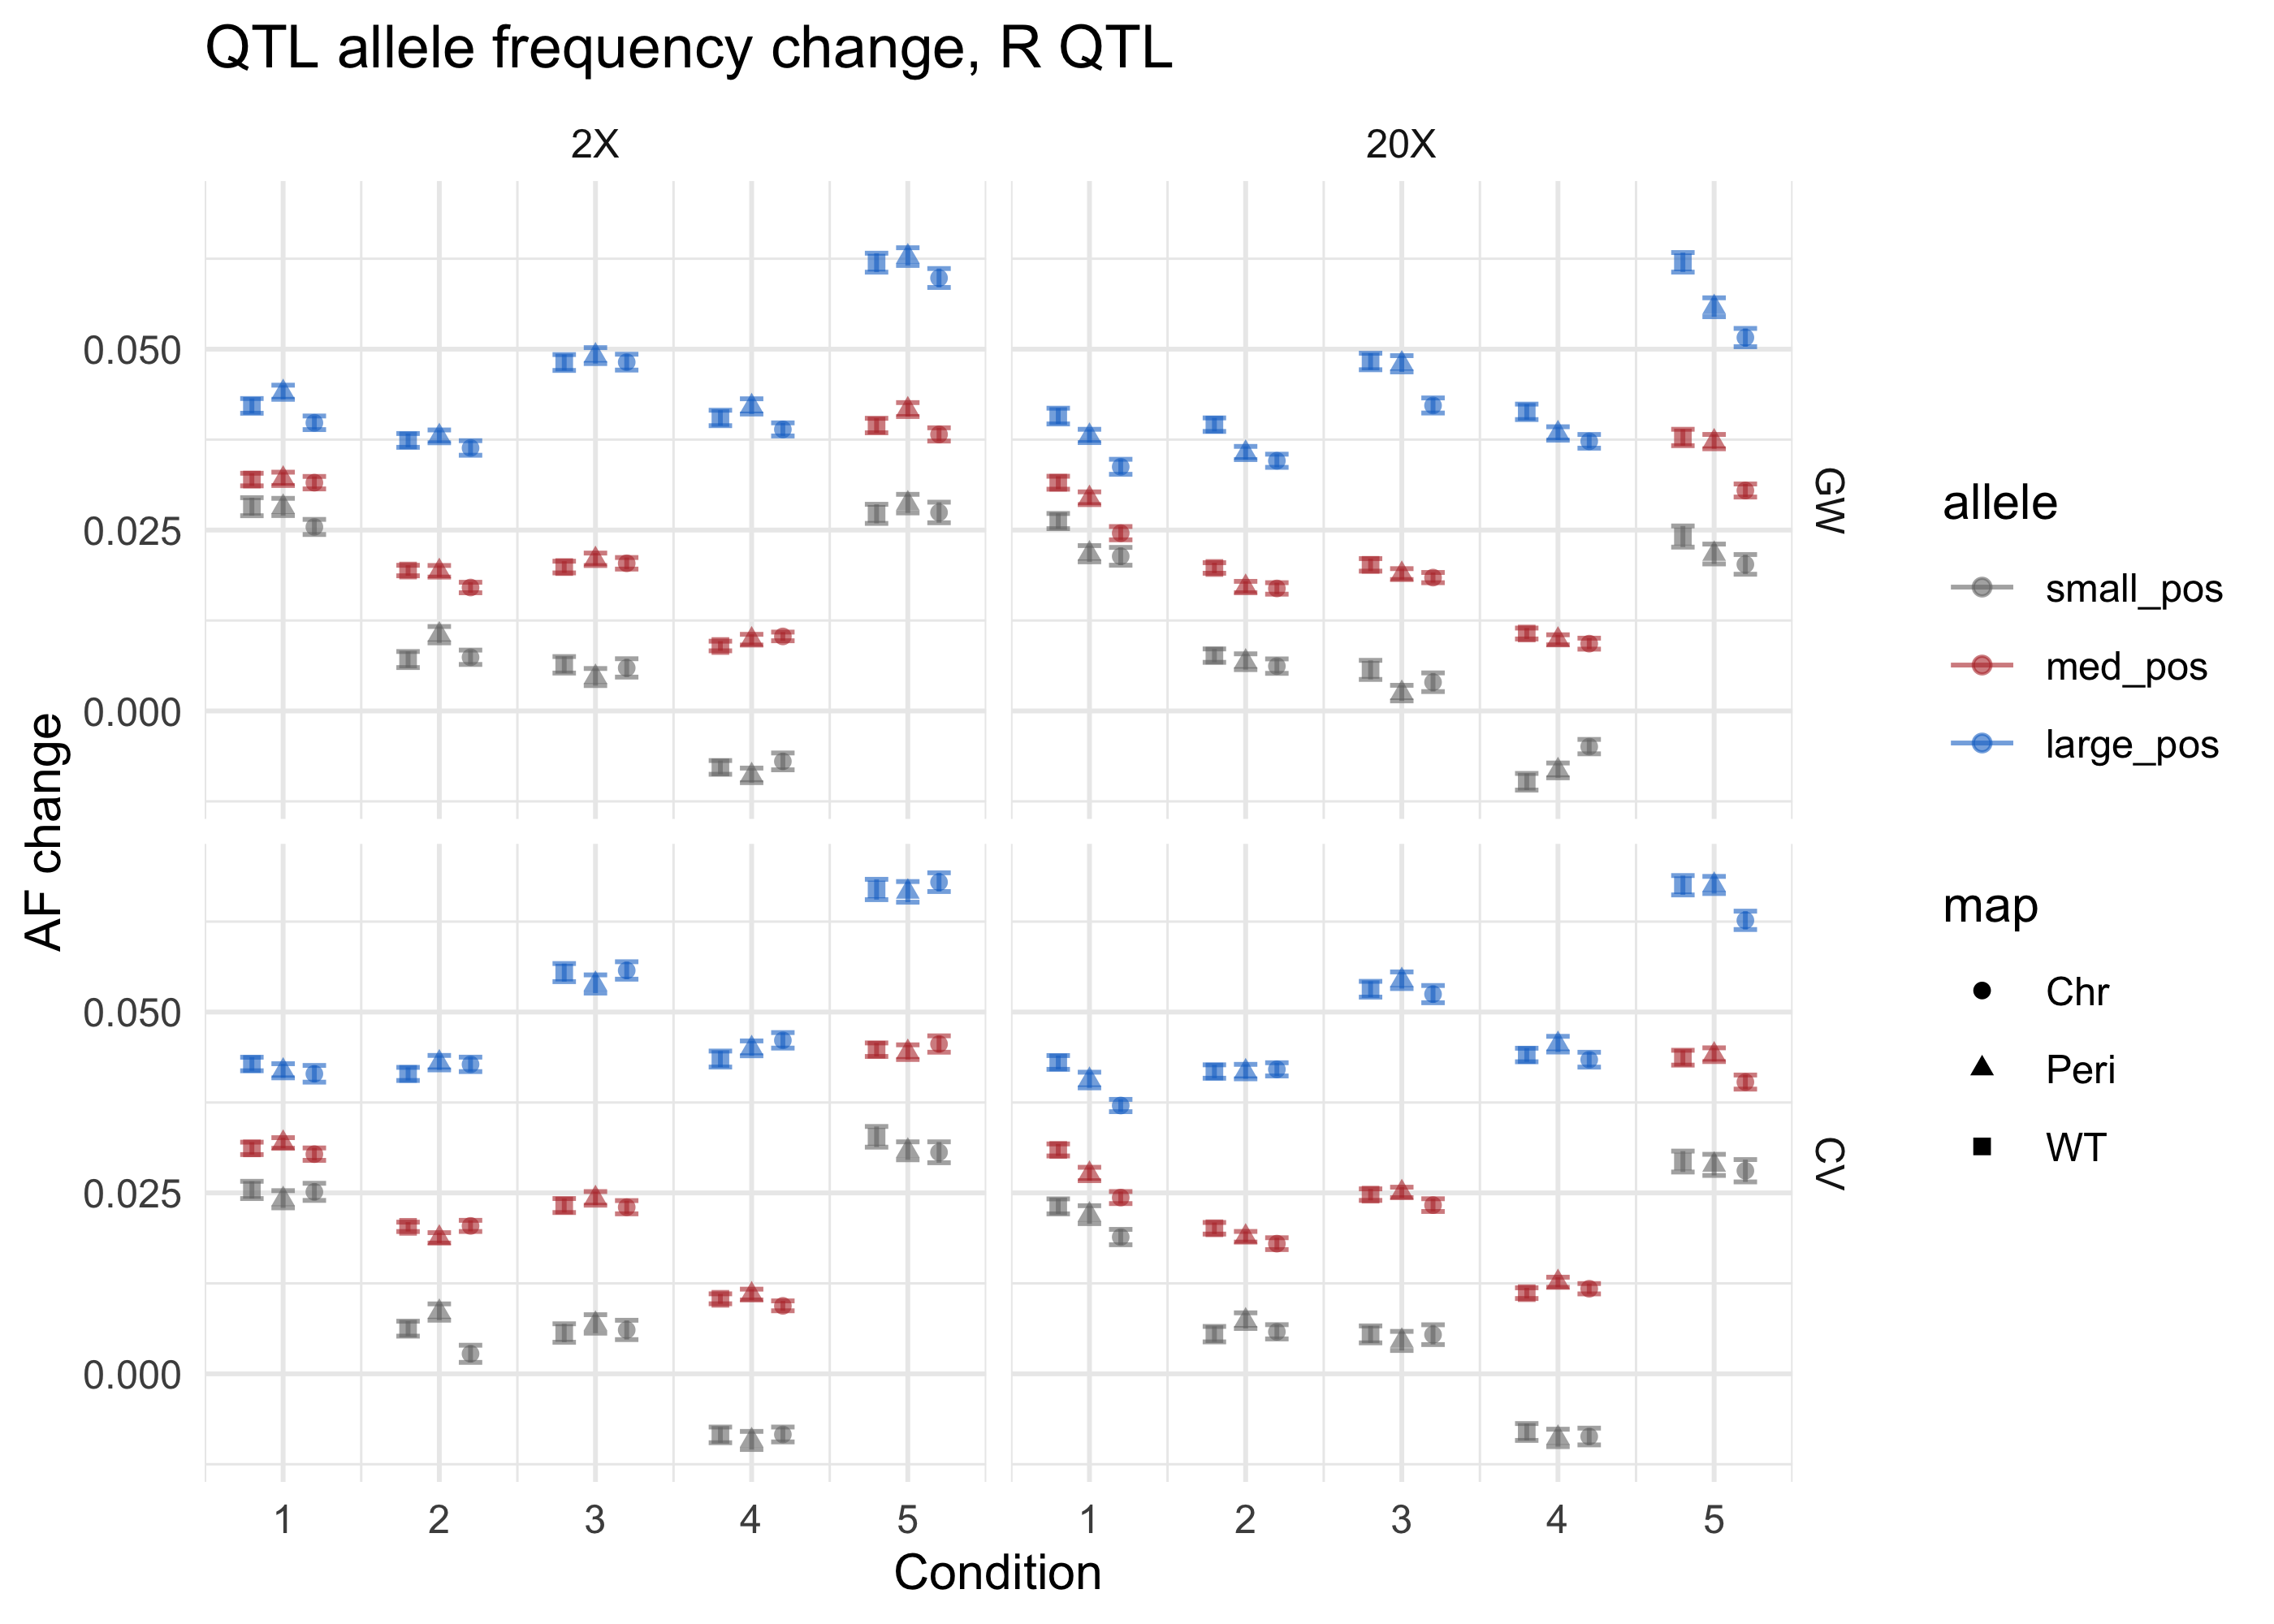 QTL allele frequency change, R QTL
2X
20X
0.050
0.025
0.000
GW
0.050
0.025
0.000
CV
AF change
1 2 3 4 5
1 2 3 4 5
Condition
allele
small_pos
med_pos
large_pos
map
Chr
Peri
WT